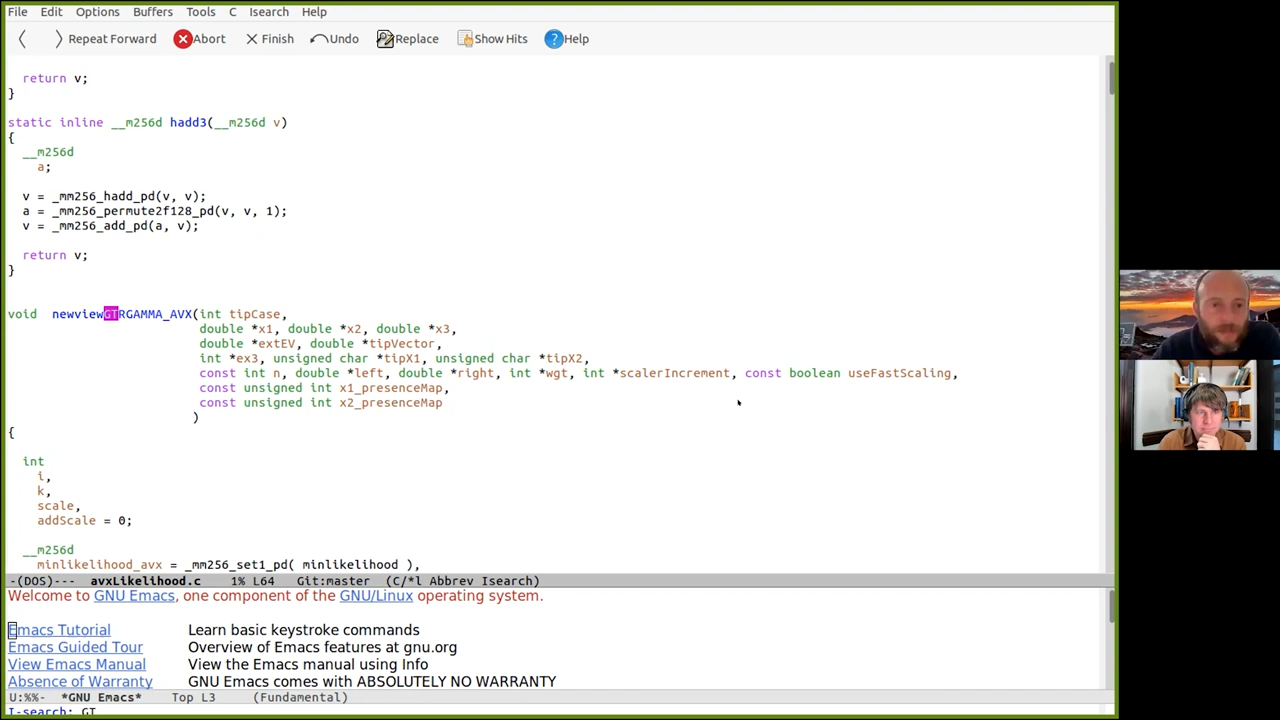 File Edit Options Buffers Tools C Isearch Help
Repeat Forward Abort Finish Undo Replace Show Hits Help
return v;
}
static inline __m256d hadd3(__m256d v)
{
__m256d
a;
v = _mm256_hadd_pd(v, v);
a = _mm256_permute2f128_pd(v, v, 1);
v = _mm256_add_pd(a, v);
return v;
}
void newviewGTRGAMMA_AVX(int tipCase,
double *x1, double *x2, double *x3,
double *extEV, double *tipVector,
int *ex3, unsigned char *tipX1, unsigned char *tipX2,
const int n, double *left, double *right, int *wgt, int *scalerIncrement, const boolean useFastScaling,
const unsigned int x1_presenceMap,
const unsigned int x2_presenceMap
)
{
int
i,
k,
scale,
addScale = 0;
__m256d
minlikelihood_avx = _mm256_set1_pd( minlikelihood ),
-(DOS)--- avxLikelihood.c 1% L64 Git:master (C/*l Abbrev Isearch)
Welcome to GNU Emacs, one component of the GNU/Linux operating system.
Emacs Tutorial Learn basic keystroke commands
Emacs Guided Tour Overview of Emacs features at gnu.org
View Emacs Manual View the Emacs manual using Info
Absence of Warranty GNU Emacs comes with ABSOLUTELY NO WARRANTY
U:%%- *GNU Emacs* Top L3 (Fundamental)
I-search: GT